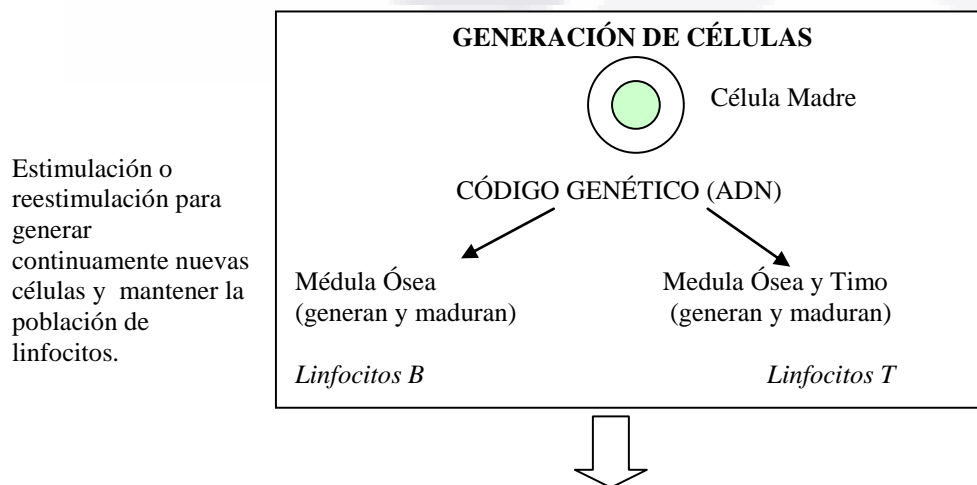 GENERACIÓN DE CÉLULAS
Célula Madre
Estimulación o
reestimulación para
generar
continuamente nuevas
células y mantener la
población de
linfocitos.
CÓDIGO GENÉTICO (ADN)
Médula Ósea
(generan y maduran)
Linfocitos B
Medula Ósea y Timo
(generan y maduran)
Linfocitos T